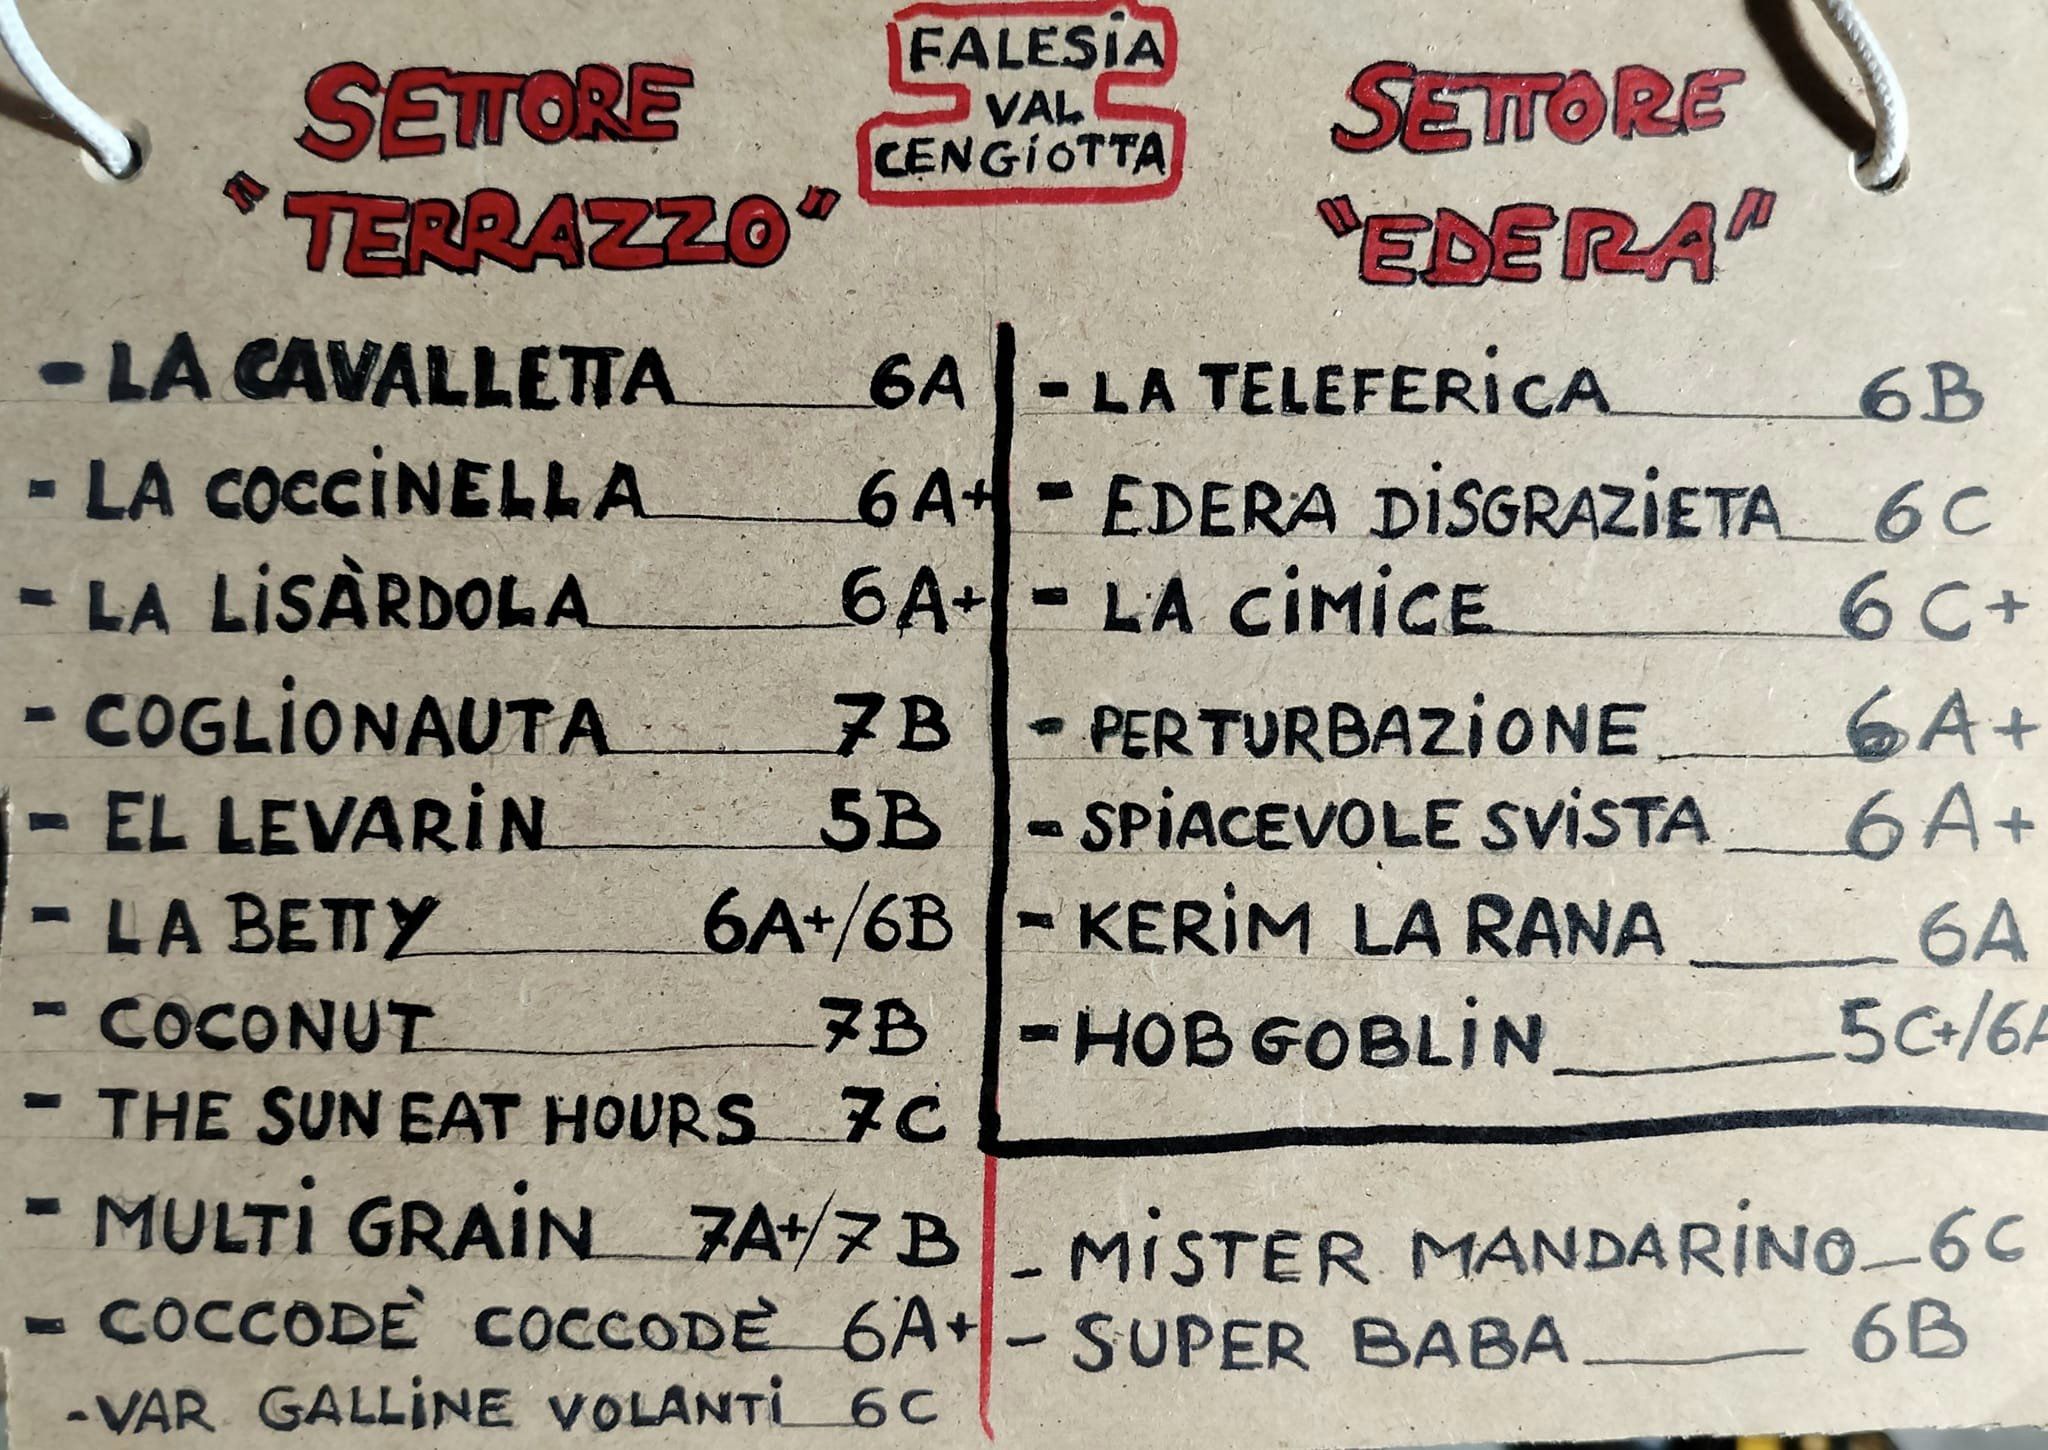 FALESIA
VAL
CENGIOTTA
SETTORE
"TERRAZZO"
- LA CAVALLETTA 6A
- LA COCCINELLA 6A+
- LA LISÀRDOLA 6A+
- COGLIONAUTA 7B
- EL LEVARIN 5B
- LA BETTY 6A+/6B
- COCONUT 7B
- THE SUN EAT HOURS 7C
- MULTI GRAIN 7A+/7B
- COCCODÈ COCCODÈ 6A+
- VAR GALLINE VOLANTI 6C
SETTORE
"EDERA"
- LA TELEFERICA 6B
- EDERA DISGRAZIETA 6C
- LA CIMICE 6C+
- PERTURBAZIONE 6A+
- SPIACEVOLE SVISTA 6A+
- KERIM LA RANA 6A
- HOBGOBLIN 5C+/6A
- MISTER MANDARINO 6C
- SUPER BABA 6B